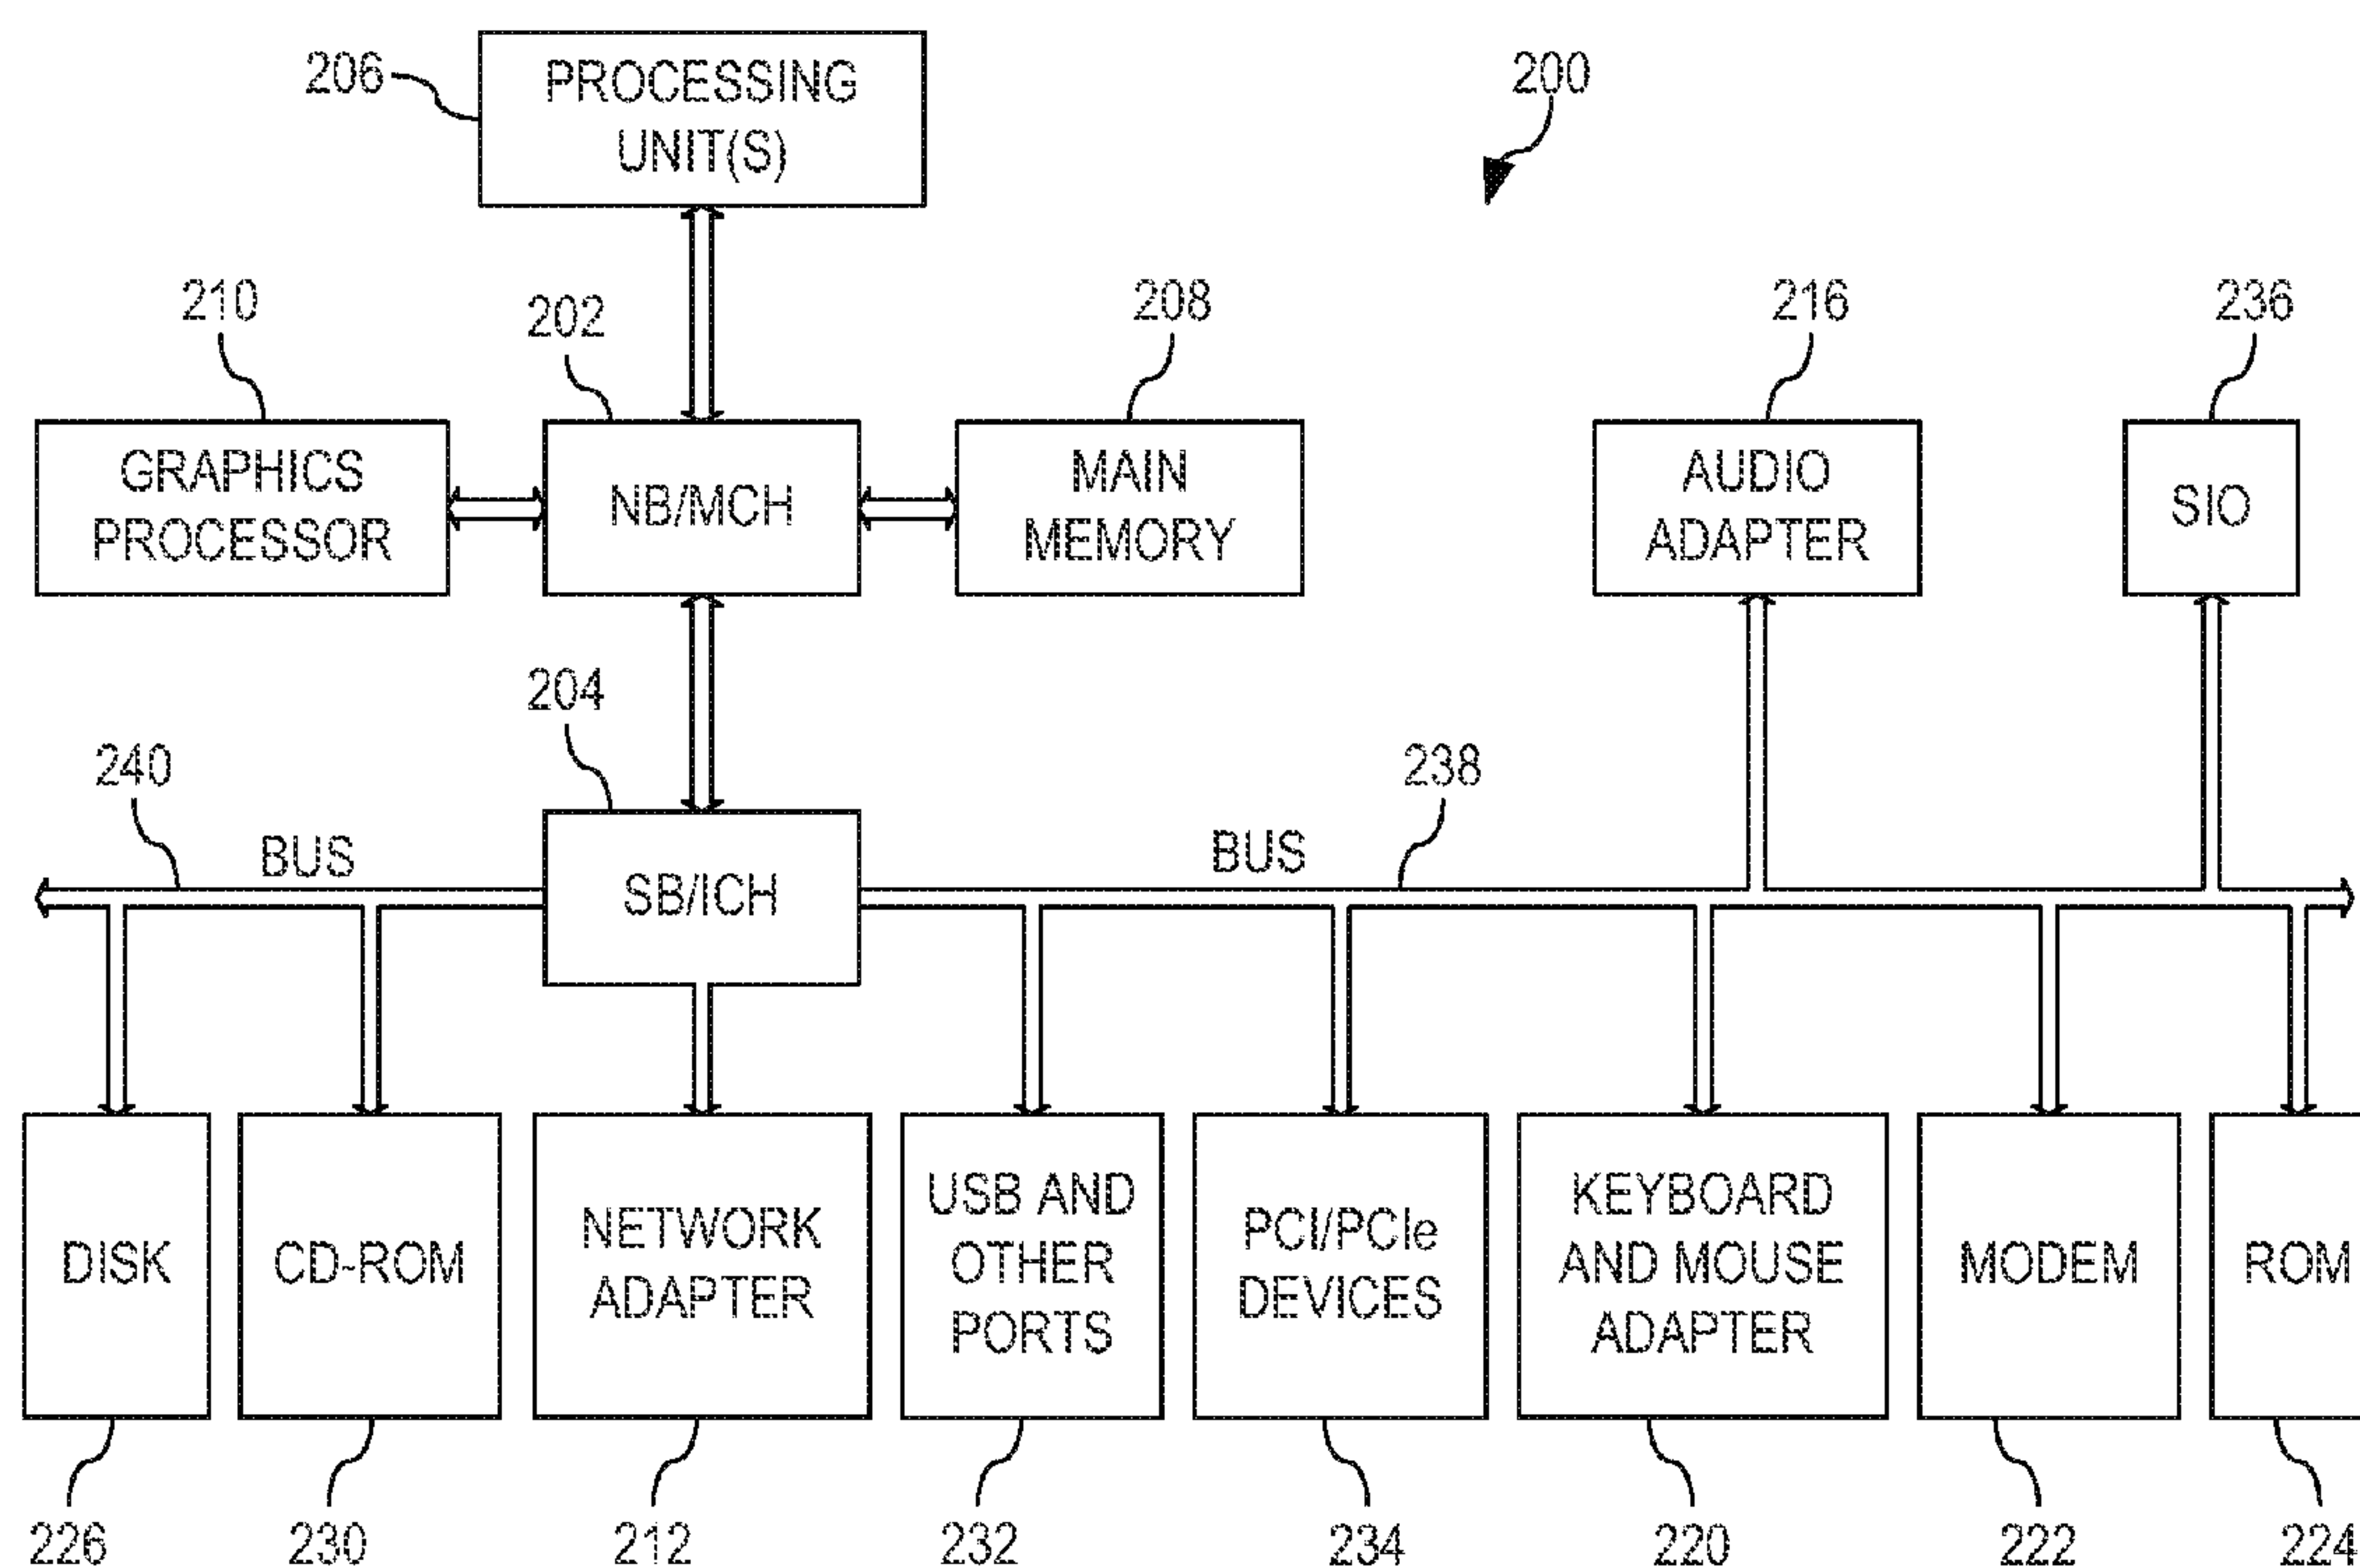 206
PROCESSING
UNIT(S)
200
210
202
208
216
236
GRAPHICS
PROCESSOR
NB/MCH
MAIN
MEMORY
AUDIO
ADAPTER
SIO
204
240
238
BUS
BUS
SB/ICH
DISK
CD-ROM
NETWORK
ADAPTER
USB AND
OTHER
PORTS
PCI/PCIe
DEVICES
KEYBOARD
AND MOUSE
ADAPTER
MODEM
ROM
226
230
212
232
234
220
222
224